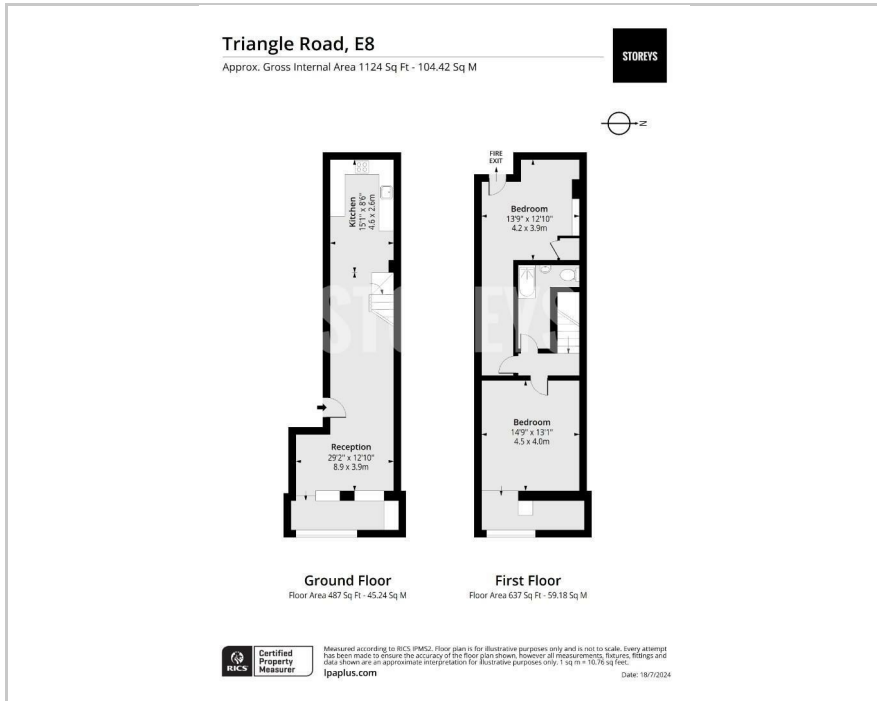 Triangle Road, E8
Approx. Gross Internal Area 1124 Sq Ft - 104.42 Sq M
STOREYS
N
FIRE
EXIT
Kitchen
15'1" x 8'6"
4.6 x 2.6m
Bedroom
13'9" x 12'10"
4.2 x 3.9m
STOREYS
Reception
29'2" x 12'10"
8.9 x 3.9m
Bedroom
14'9" x 13'1"
4.5 x 4.0m
Ground Floor
Floor Area 487 Sq Ft - 45.24 Sq M
First Floor
Floor Area 637 Sq Ft - 59.18 Sq M
RICS
Certified
Property
Measurer
Measured according to RICS IPMS2. Floor plan is for illustrative purposes only and is not to scale. Every attempt
has been made to ensure the accuracy of the floor plan shown, however all measurements, fixtures, fittings and
data shown are an approximate interpretation for illustrative purposes only. 1 sq m = 10.76 sq feet.
lpaplus.com
Date: 18/7/2024